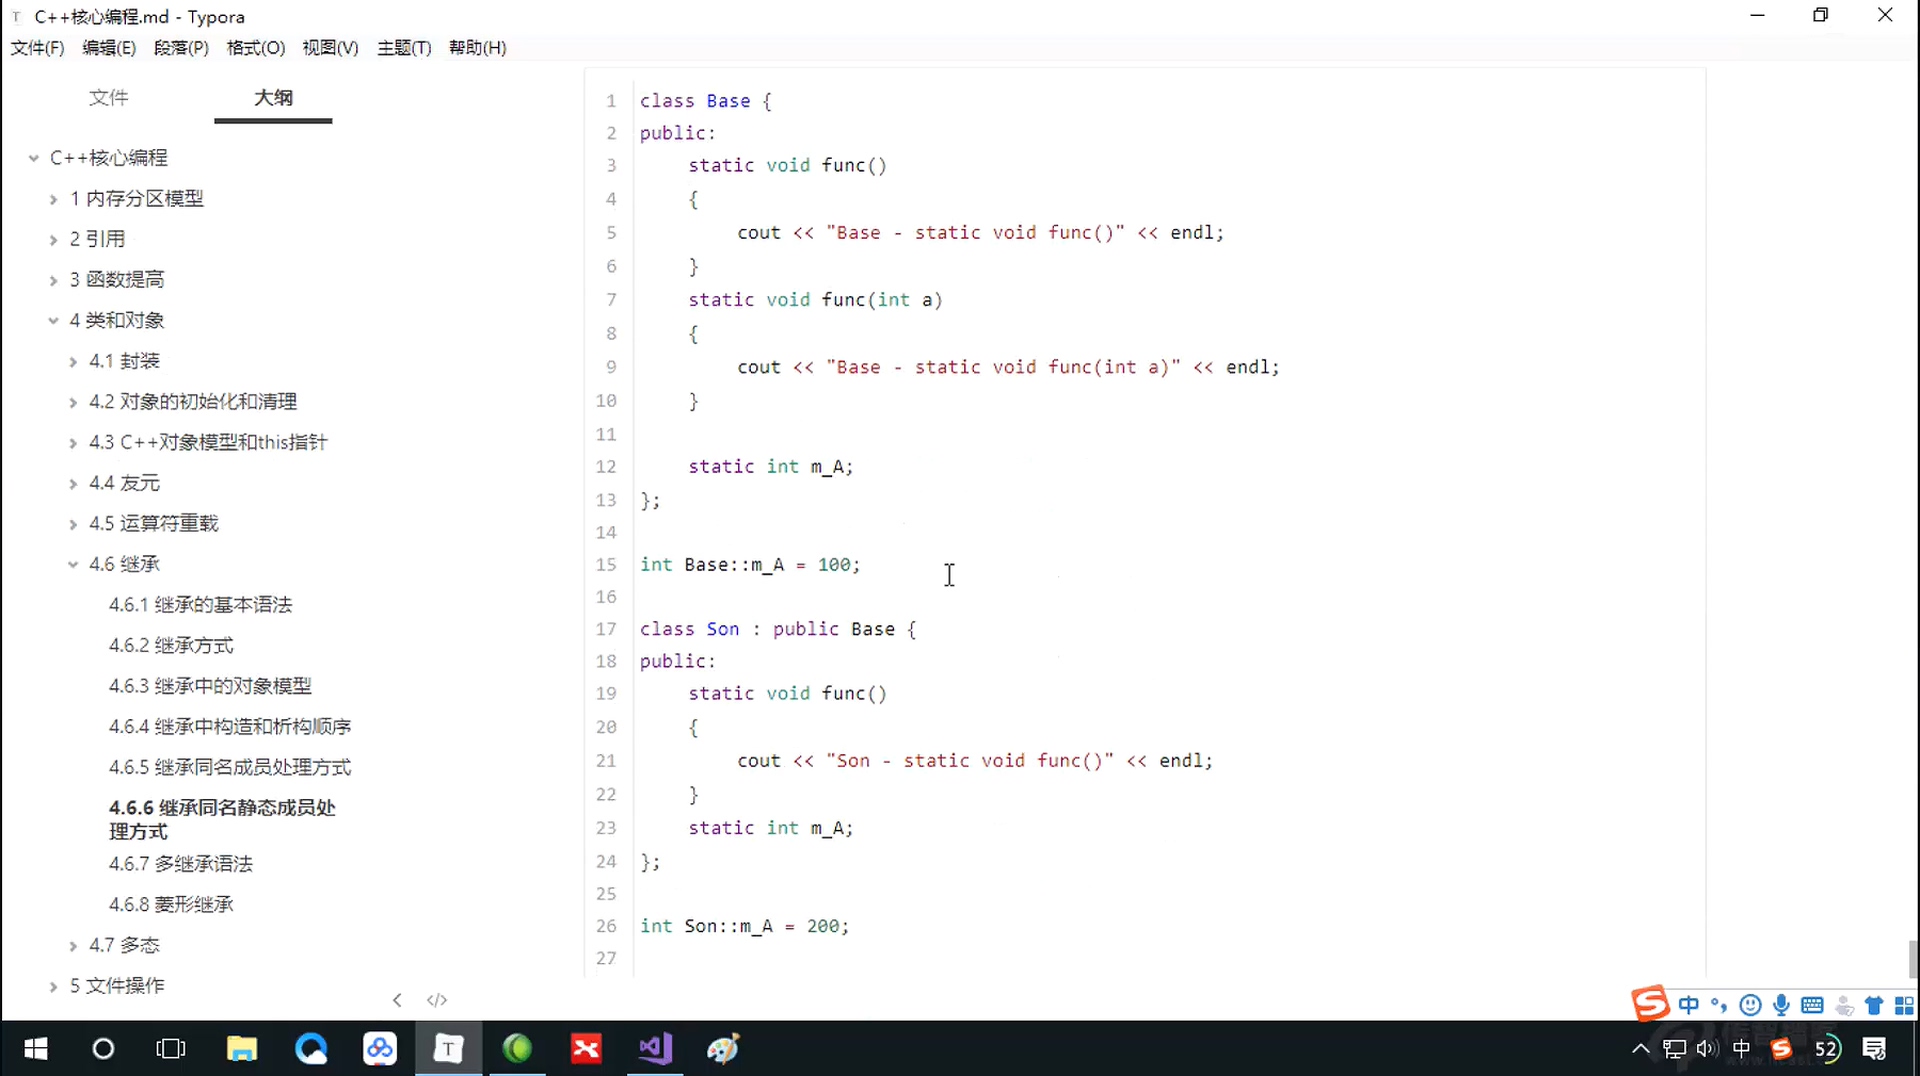 C++核心编程.md - Typora
文件(F) 编辑(E) 段落(P) 格式(O) 视图(V) 主题(T) 帮助(H)
文件 大纲
C++核心编程
1 内存分区模型
2 引用
3 函数提高
4 类和对象
4.1 封装
4.2 对象的初始化和清理
4.3 C++对象模型和this指针
4.4 友元
4.5 运算符重载
4.6 继承
4.6.1 继承的基本语法
4.6.2 继承方式
4.6.3 继承中的对象模型
4.6.4 继承中构造和析构顺序
4.6.5 继承同名成员处理方式
4.6.6 继承同名静态成员处
理方式
4.6.7 多继承语法
4.6.8 菱形继承
4.7 多态
5 文件操作
1 class Base {
2 public:
3 static void func()
4 {
5 cout << "Base - static void func()" << endl;
6 }
7 static void func(int a)
8 {
9 cout << "Base - static void func(int a)" << endl;
10 }
11
12 static int m_A;
13 };
14
15 int Base::m_A = 100;
16
17 class Son : public Base {
18 public:
19 static void func()
20 {
21 cout << "Son - static void func()" << endl;
22 }
23 static int m_A;
24 };
25
26 int Son::m_A = 200;
27
</>
中
中 52